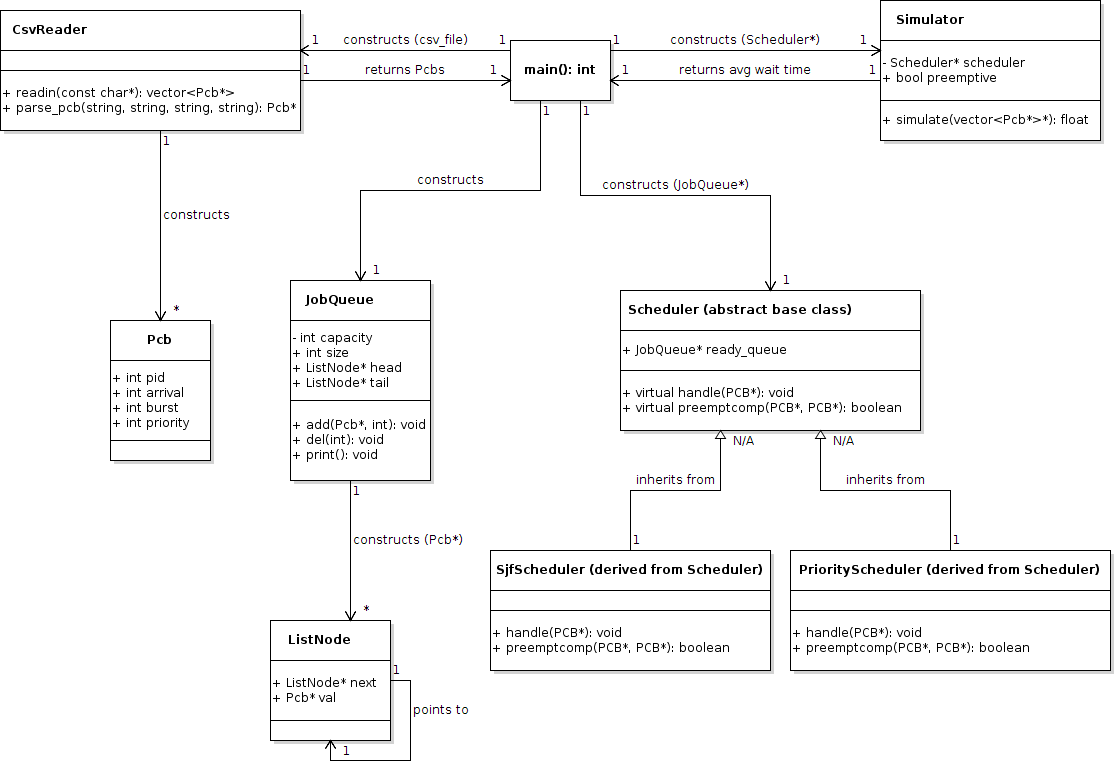 CsvReader
+ readin(const char*): vector<Pcb*>
+ parse_pcb(string, string, string, string): Pcb*
1 constructs (csv_file) 1
1 returns Pcbs 1
main(): int
1 constructs (Scheduler*) 1
1 returns avg wait time 1
Simulator
- Scheduler* scheduler
+ bool preemptive
+ simulate(vector<Pcb*>*): float
1
constructs
*
1
constructs
1
1
constructs (JobQueue*)
1
Pcb
+ int pid
+ int arrival
+ int burst
+ int priority
JobQueue
- int capacity
+ int size
+ ListNode* head
+ ListNode* tail
+ add(Pcb*, int): void
+ del(int): void
+ print(): void
Scheduler (abstract base class)
+ JobQueue* ready_queue
+ virtual handle(PCB*): void
+ virtual preemptcomp(PCB*, PCB*): boolean
N/A
inherits from
1
N/A
inherits from
1
1
constructs (Pcb*)
*
SjfScheduler (derived from Scheduler)
+ handle(PCB*): void
+ preemptcomp(PCB*, PCB*): boolean
PriorityScheduler (derived from Scheduler)
+ handle(PCB*): void
+ preemptcomp(PCB*, PCB*): boolean
ListNode
+ ListNode* next
+ Pcb* val
1
points to
1